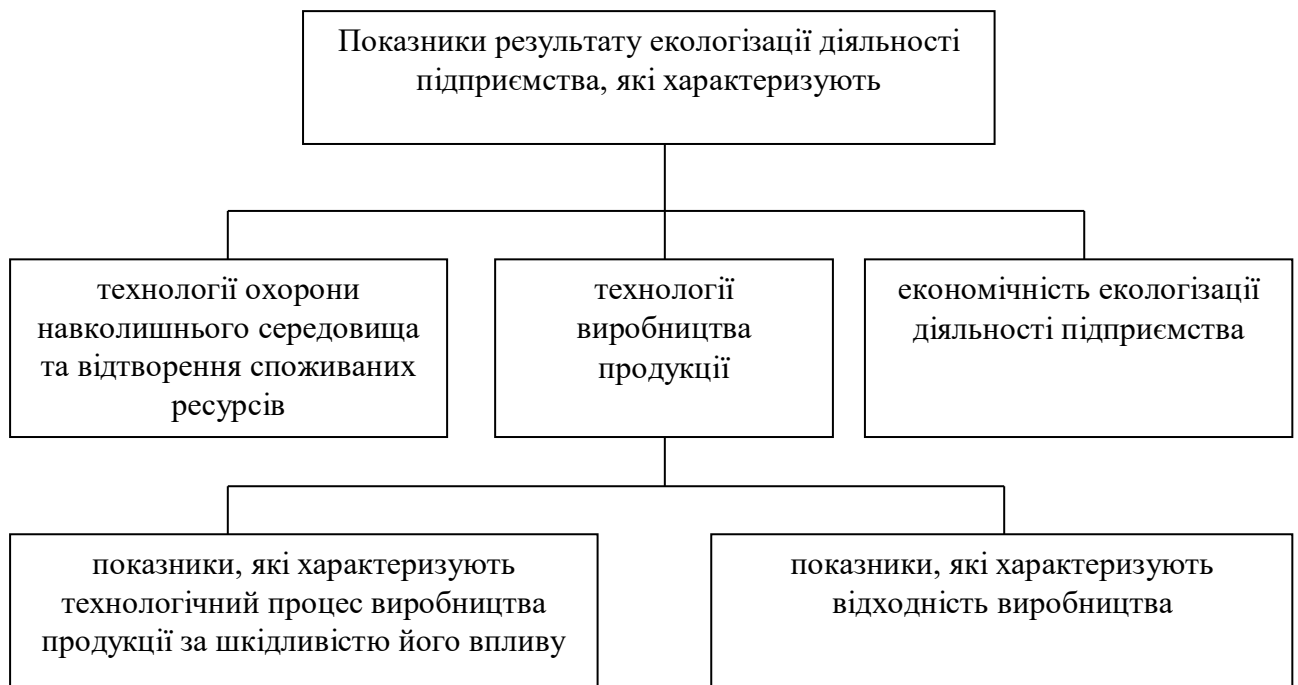 Показники результату екологізації діяльності
підприємства, які характеризують
технології охорони
навколишнього середовища
та відтворення споживаних
ресурсів
технології
виробництва
продукції
економічність екологізації
діяльності підприємства
показники, які характеризують
технологічний процес виробництва
продукції за шкідливістю його впливу
показники, які характеризують
відходність виробництва